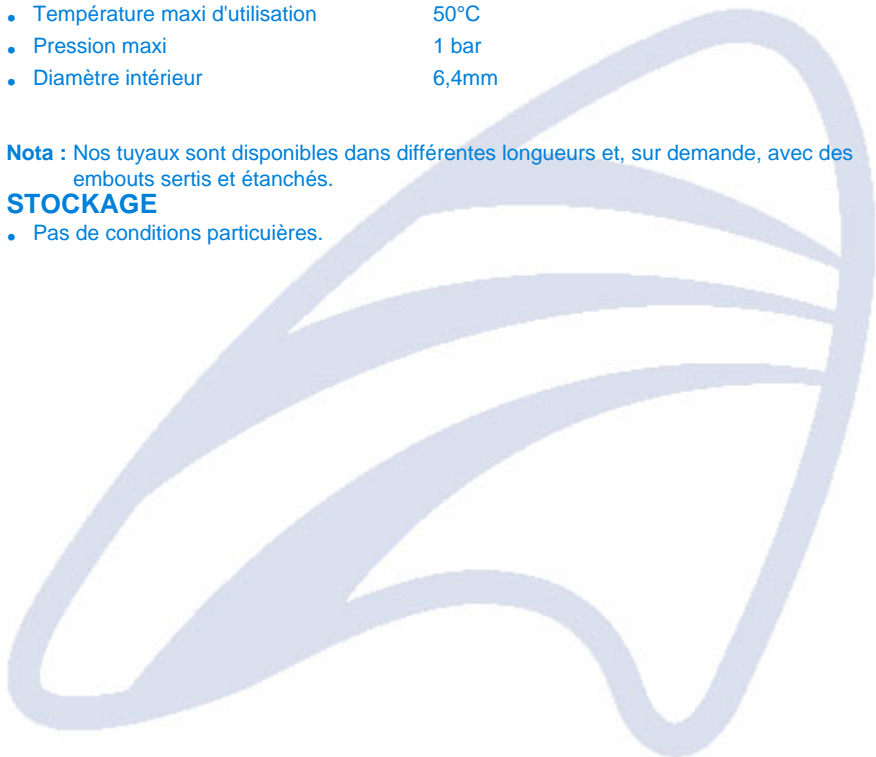 • Température maxi d'utilisation 50°C
• Pression maxi 1 bar
• Diamètre intérieur 6,4mm
Nota : Nos tuyaux sont disponibles dans différentes longueurs et, sur demande, avec des
embouts sertis et étanchés.
STOCKAGE
• Pas de conditions particuières.